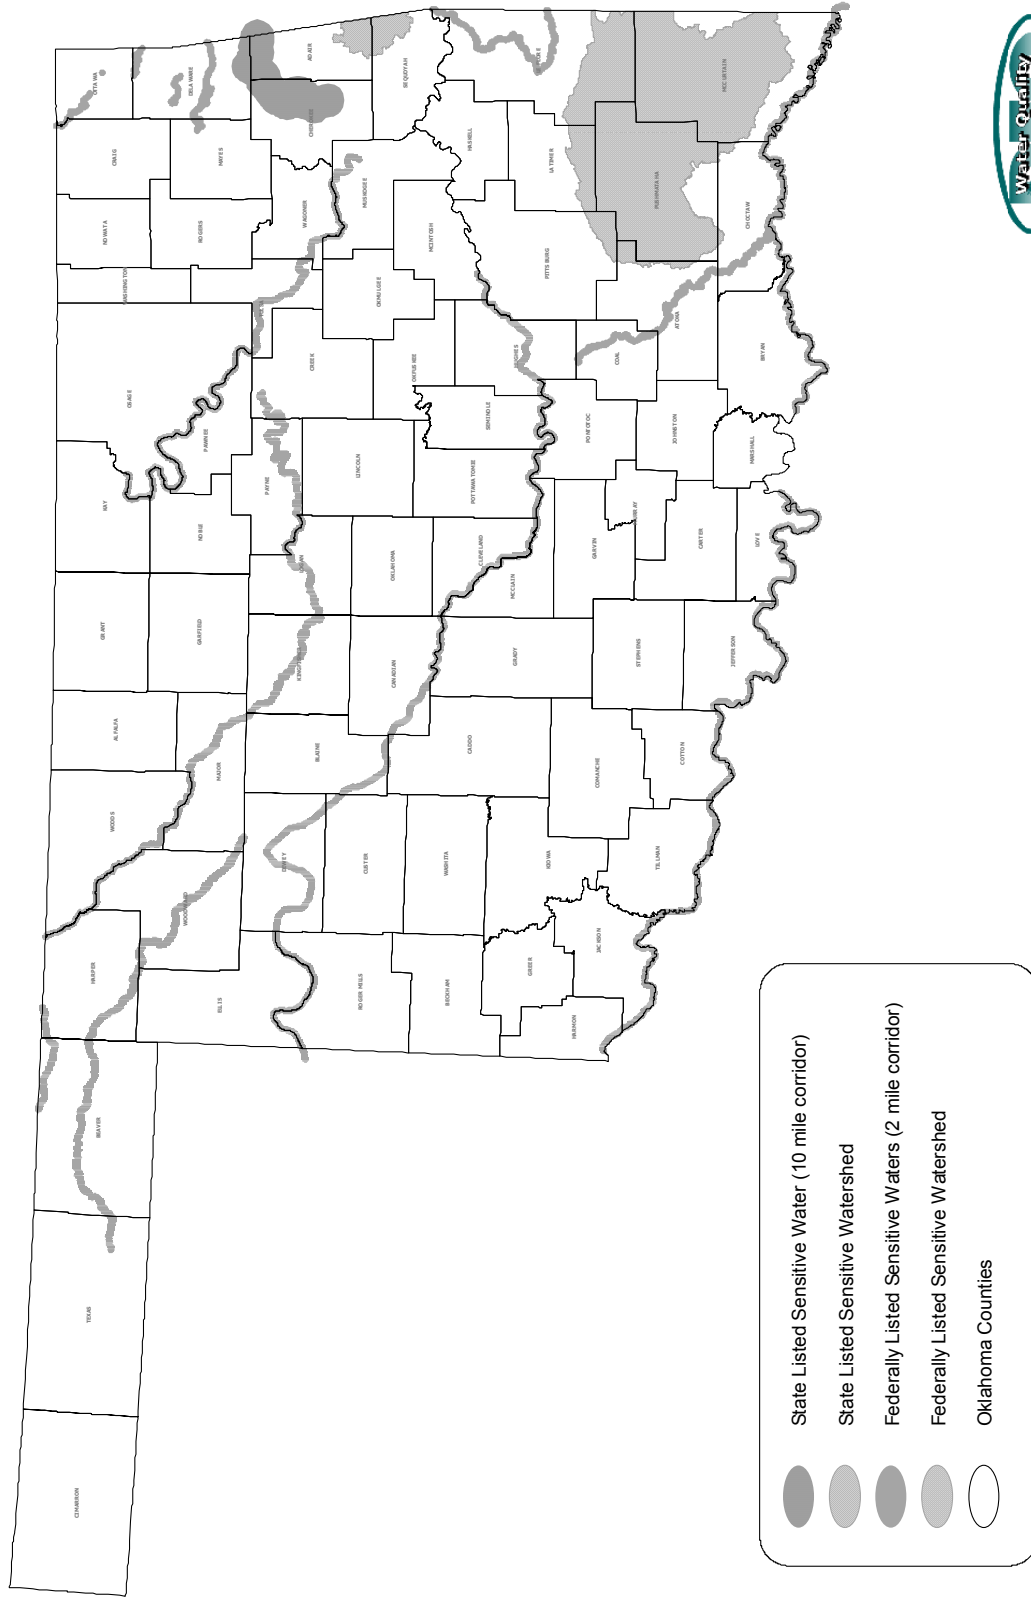 CIMARRON
TEXAS
BEAVER
HARPER
WOODS
ALFALFA
GRANT
KAY
OSAGE
NOWATA
CRAIG
OTTAWA
ELLIS
MAJOR
GARFIELD
NOBLE
PAWNEE
ROGERS
MAYES
DELAWARE
DEWEY
BLAINE
LOGAN
PAYNE
CREEK
WAGONER
CHEROKEE
ADAIR
ROGER MILLS
CUSTER
CANADIAN
OKLAHOMA
LINCOLN
OKFUSKEE
OKMULGEE
MUSKOGEE
SEQUOYAH
BECKHAM
WASHITA
CADDO
GRADY
MCCLAIN
CLEVELAND
POTTAWATOMIE
SEMINOLE
HUGHES
MCINTOSH
HASKELL
HARMON
GREER
KIOWA
COMANCHE
GARVIN
PONTOTOC
PITTSBURG
LATIMER
JACKSON
TILLMAN
COTTON
STEPHENS
CARTER
JOHNSTON
COAL
ATOKA
PUSHMATAHA
MCCURTAIN
JEFFERSON
LOVE
MARSHALL
BRYAN
CHOCTAW
State Listed Sensitive Water (10 mile corridor)
State Listed Sensitive Watershed
Federally Listed Sensitive Waters (2 mile corridor)
Federally Listed Sensitive Watershed
Oklahoma Counties
Water Quality